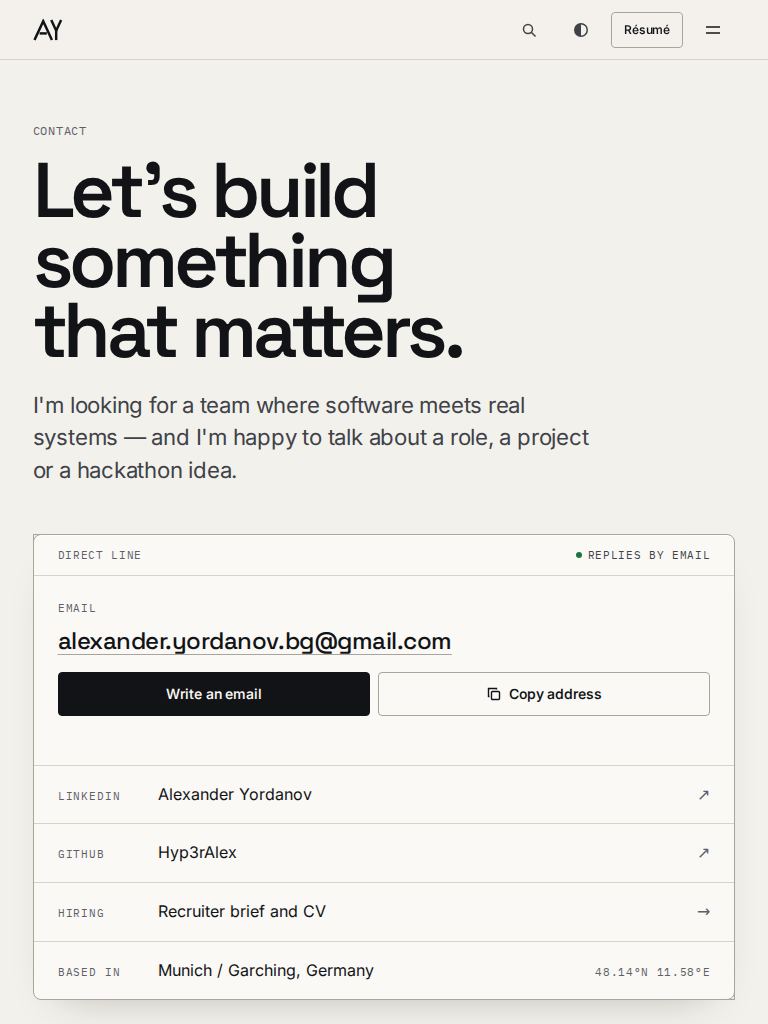 AY
Résumé
CONTACT
Let’s build
something
that matters.
I'm looking for a team where software meets real
systems — and I'm happy to talk about a role, a project
or a hackathon idea.
DIRECT LINE
REPLIES BY EMAIL
EMAIL
alexander.yordanov.bg@gmail.com
Write an email
Copy address
LINKEDIN Alexander Yordanov ↗
GITHUB Hyp3rAlex ↗
HIRING Recruiter brief and CV →
BASED IN Munich / Garching, Germany 48.14°N 11.58°E